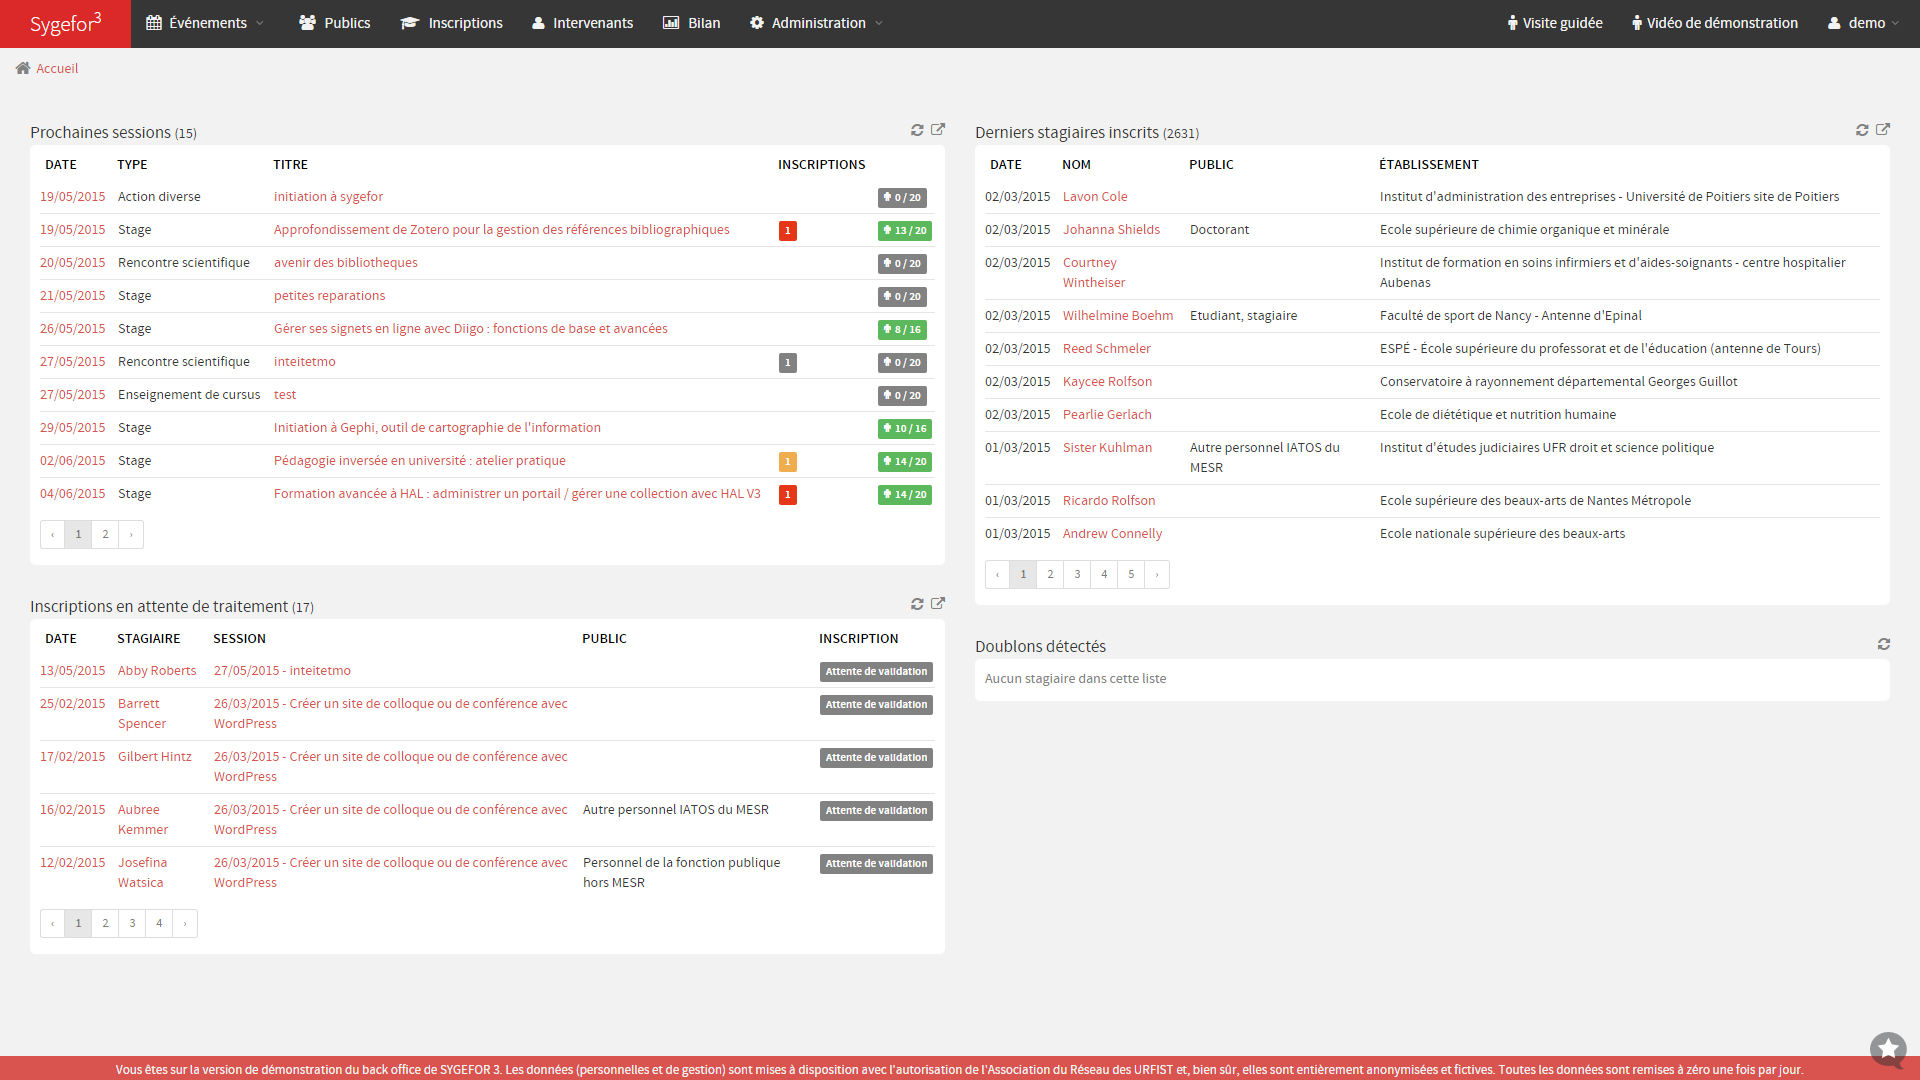 Sygefor3 Événements Publics Inscriptions Intervenants Bilan Administration Visite guidée Vidéo de démonstration demo
Accueil
Prochaines sessions (15)
DATE TYPE TITRE INSCRIPTIONS
19/05/2015 Action diverse initiation à sygefor 0 / 20
19/05/2015 Stage Approfondissement de Zotero pour la gestion des références bibliographiques 1 13 / 20
20/05/2015 Rencontre scientifique avenir des bibliotheques 0 / 20
21/05/2015 Stage petites reparations 0 / 20
26/05/2015 Stage Gérer ses signets en ligne avec Diigo : fonctions de base et avancées 8 / 16
27/05/2015 Rencontre scientifique inteitetmo 1 0 / 20
27/05/2015 Enseignement de cursus test 0 / 20
29/05/2015 Stage Initiation à Gephi, outil de cartographie de l'information 10 / 16
02/06/2015 Stage Pédagogie inversée en université : atelier pratique 1 14 / 20
04/06/2015 Stage Formation avancée à HAL : administrer un portail / gérer une collection avec HAL V3 1 14 / 20
‹ 1 2 ›
Inscriptions en attente de traitement (17)
DATE STAGIAIRE SESSION PUBLIC INSCRIPTION
13/05/2015 Abby Roberts 27/05/2015 - inteitetmo Attente de validation
25/02/2015 Barrett 26/03/2015 - Créer un site de colloque ou de conférence avec Attente de validation
Spencer WordPress
17/02/2015 Gilbert Hintz 26/03/2015 - Créer un site de colloque ou de conférence avec Attente de validation
WordPress
16/02/2015 Aubree 26/03/2015 - Créer un site de colloque ou de conférence avec Autre personnel IATOS du MESR Attente de validation
Kemmer WordPress
12/02/2015 Josefina 26/03/2015 - Créer un site de colloque ou de conférence avec Personnel de la fonction publique Attente de validation
Watsica WordPress hors MESR
‹ 1 2 3 4 ›
Derniers stagiaires inscrits (2631)
DATE NOM PUBLIC ÉTABLISSEMENT
02/03/2015 Lavon Cole Institut d'administration des entreprises - Université de Poitiers site de Poitiers
02/03/2015 Johanna Shields Doctorant Ecole supérieure de chimie organique et minérale
02/03/2015 Courtney Institut de formation en soins infirmiers et d'aides-soignants - centre hospitalier
Wintheiser Aubenas
02/03/2015 Wilhelmine Boehm Etudiant, stagiaire Faculté de sport de Nancy - Antenne d'Epinal
02/03/2015 Reed Schmeler ESPÉ - École supérieure du professorat et de l'éducation (antenne de Tours)
02/03/2015 Kaycee Rolfson Conservatoire à rayonnement départemental Georges Guillot
02/03/2015 Pearlie Gerlach Ecole de diététique et nutrition humaine
01/03/2015 Sister Kuhlman Autre personnel IATOS du Institut d'études judiciaires UFR droit et science politique
MESR
01/03/2015 Ricardo Rolfson Ecole supérieure des beaux-arts de Nantes Métropole
01/03/2015 Andrew Connelly Ecole nationale supérieure des beaux-arts
‹ 1 2 3 4 5 ›
Doublons détectés
Aucun stagiaire dans cette liste
Vous êtes sur la version de démonstration du back office de SYGEFOR 3. Les données (personnelles et de gestion) sont mises à disposition avec l'autorisation de l'Association du Réseau des URFIST et, bien sûr, elles sont entièrement anonymisées et fictives. Toutes les données sont remises à zéro une fois par jour.